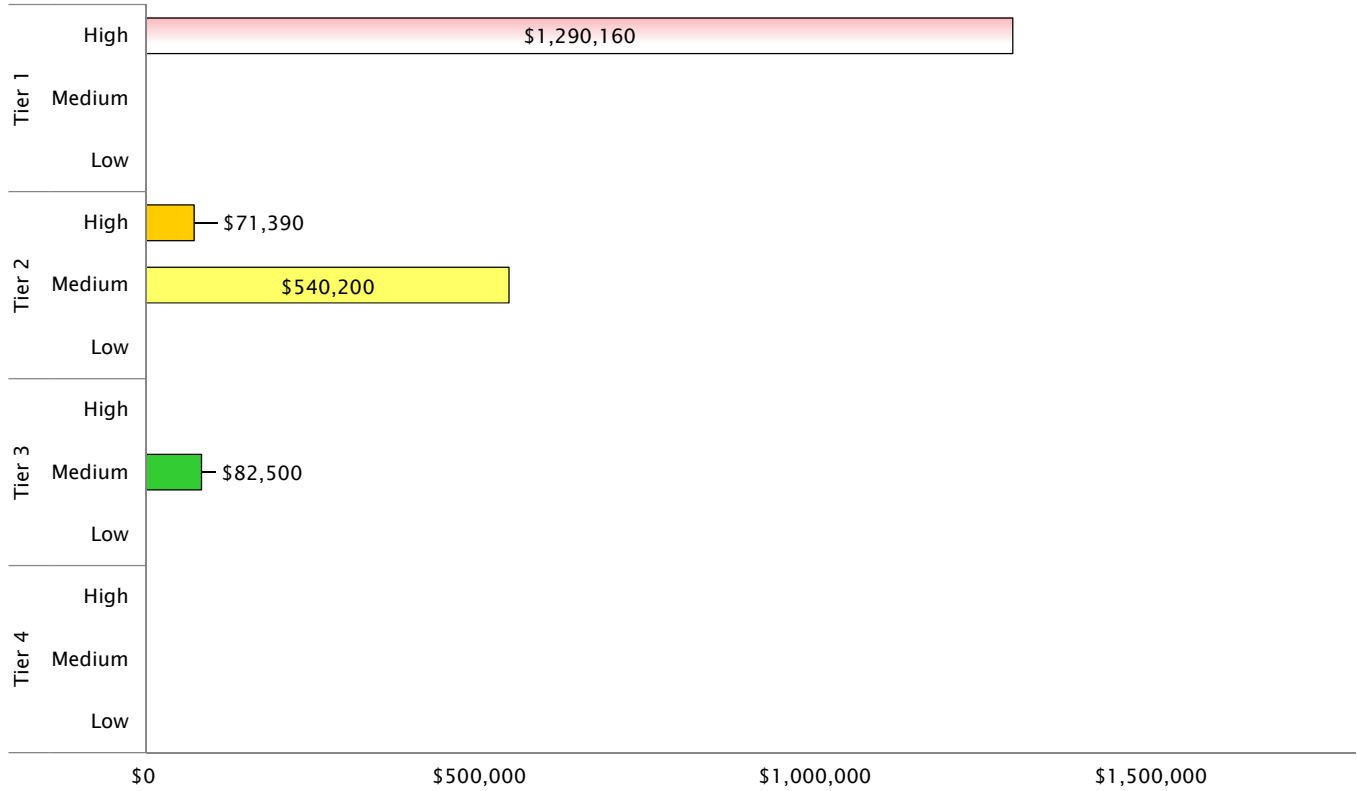 Tier 1
High
$1,290,160
Medium
Low
Tier 2
High
$71,390
Medium
$540,200
Low
Tier 3
High
Medium
$82,500
Low
Tier 4
High
Medium
Low
$0
$500,000
$1,000,000
$1,500,000